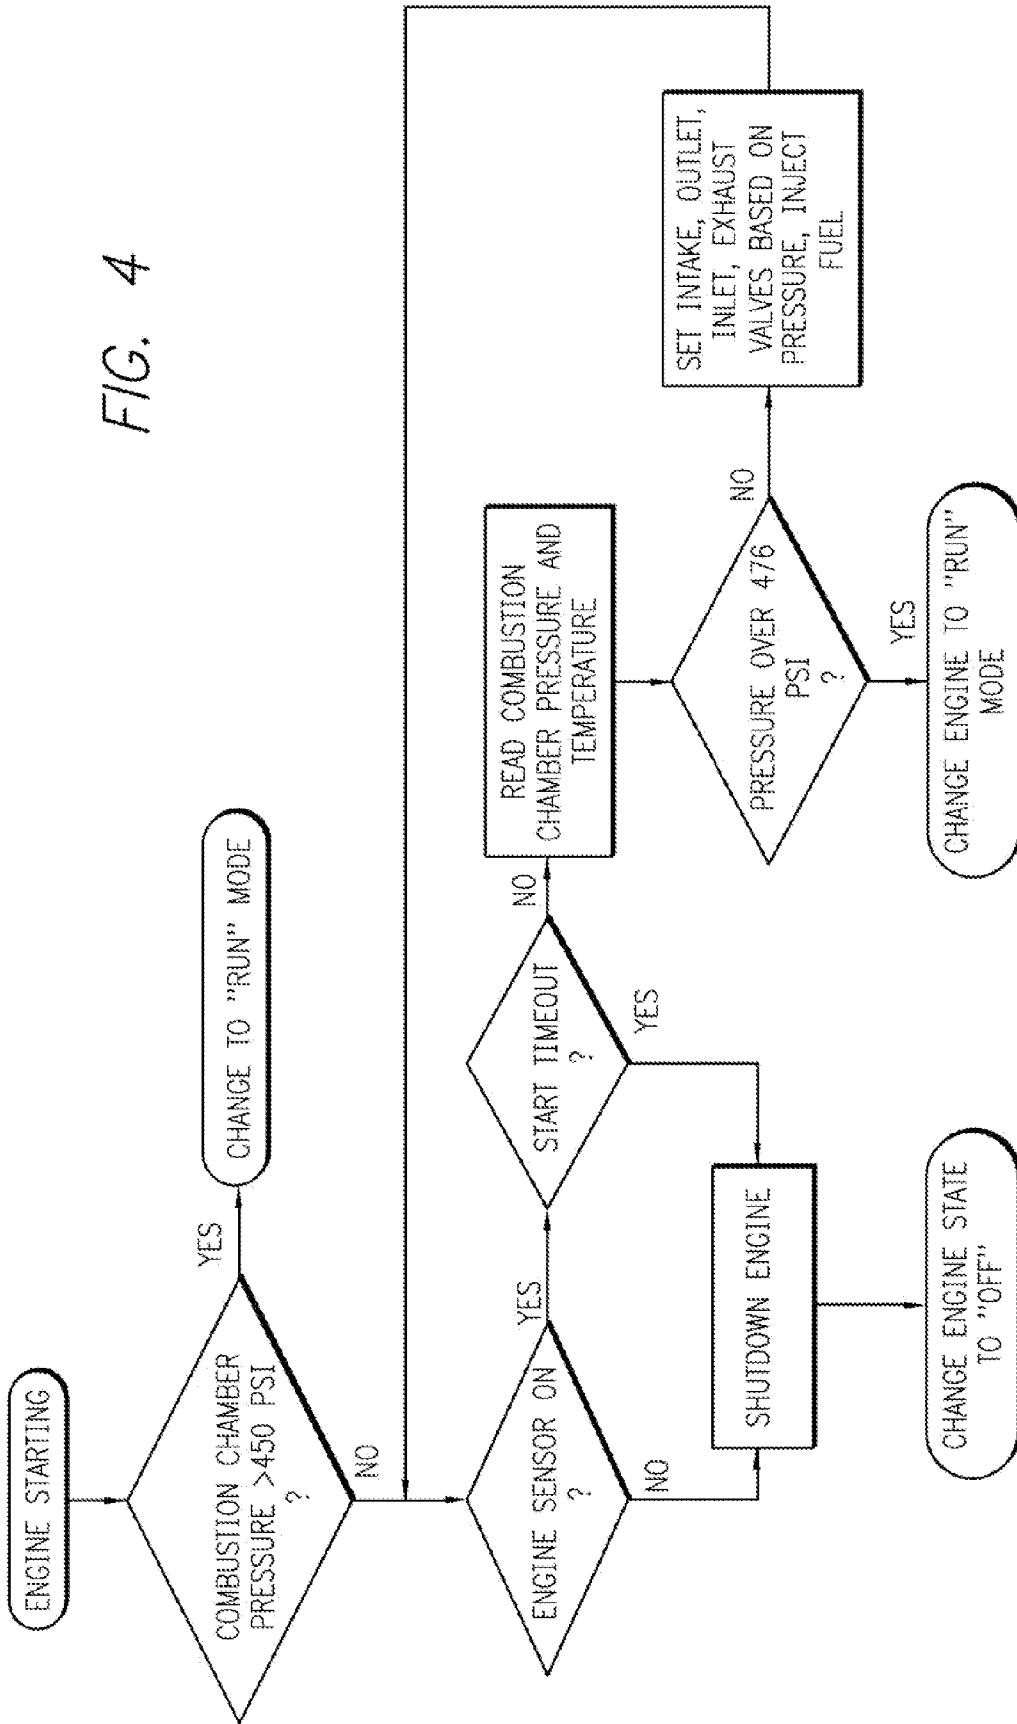 FIG. 4
ENGINE STARTING
COMBUSTION CHAMBER
PRESSURE >450 PSI
?
YES
CHANGE TO "RUN" MODE
NO
ENGINE SENSOR ON
?
YES
NO
START TIMEOUT
?
NO
YES
READ COMBUSTION
CHAMBER PRESSURE AND
TEMPERATURE
SHUTDOWN ENGINE
CHANGE ENGINE STATE
TO "OFF"
PRESSURE OVER 476
PSI
?
NO
YES
SET INTAKE, OUTLET,
INLET, EXHAUST
VALVES BASED ON
PRESSURE, INJECT
FUEL
CHANGE ENGINE TO "RUN"
MODE